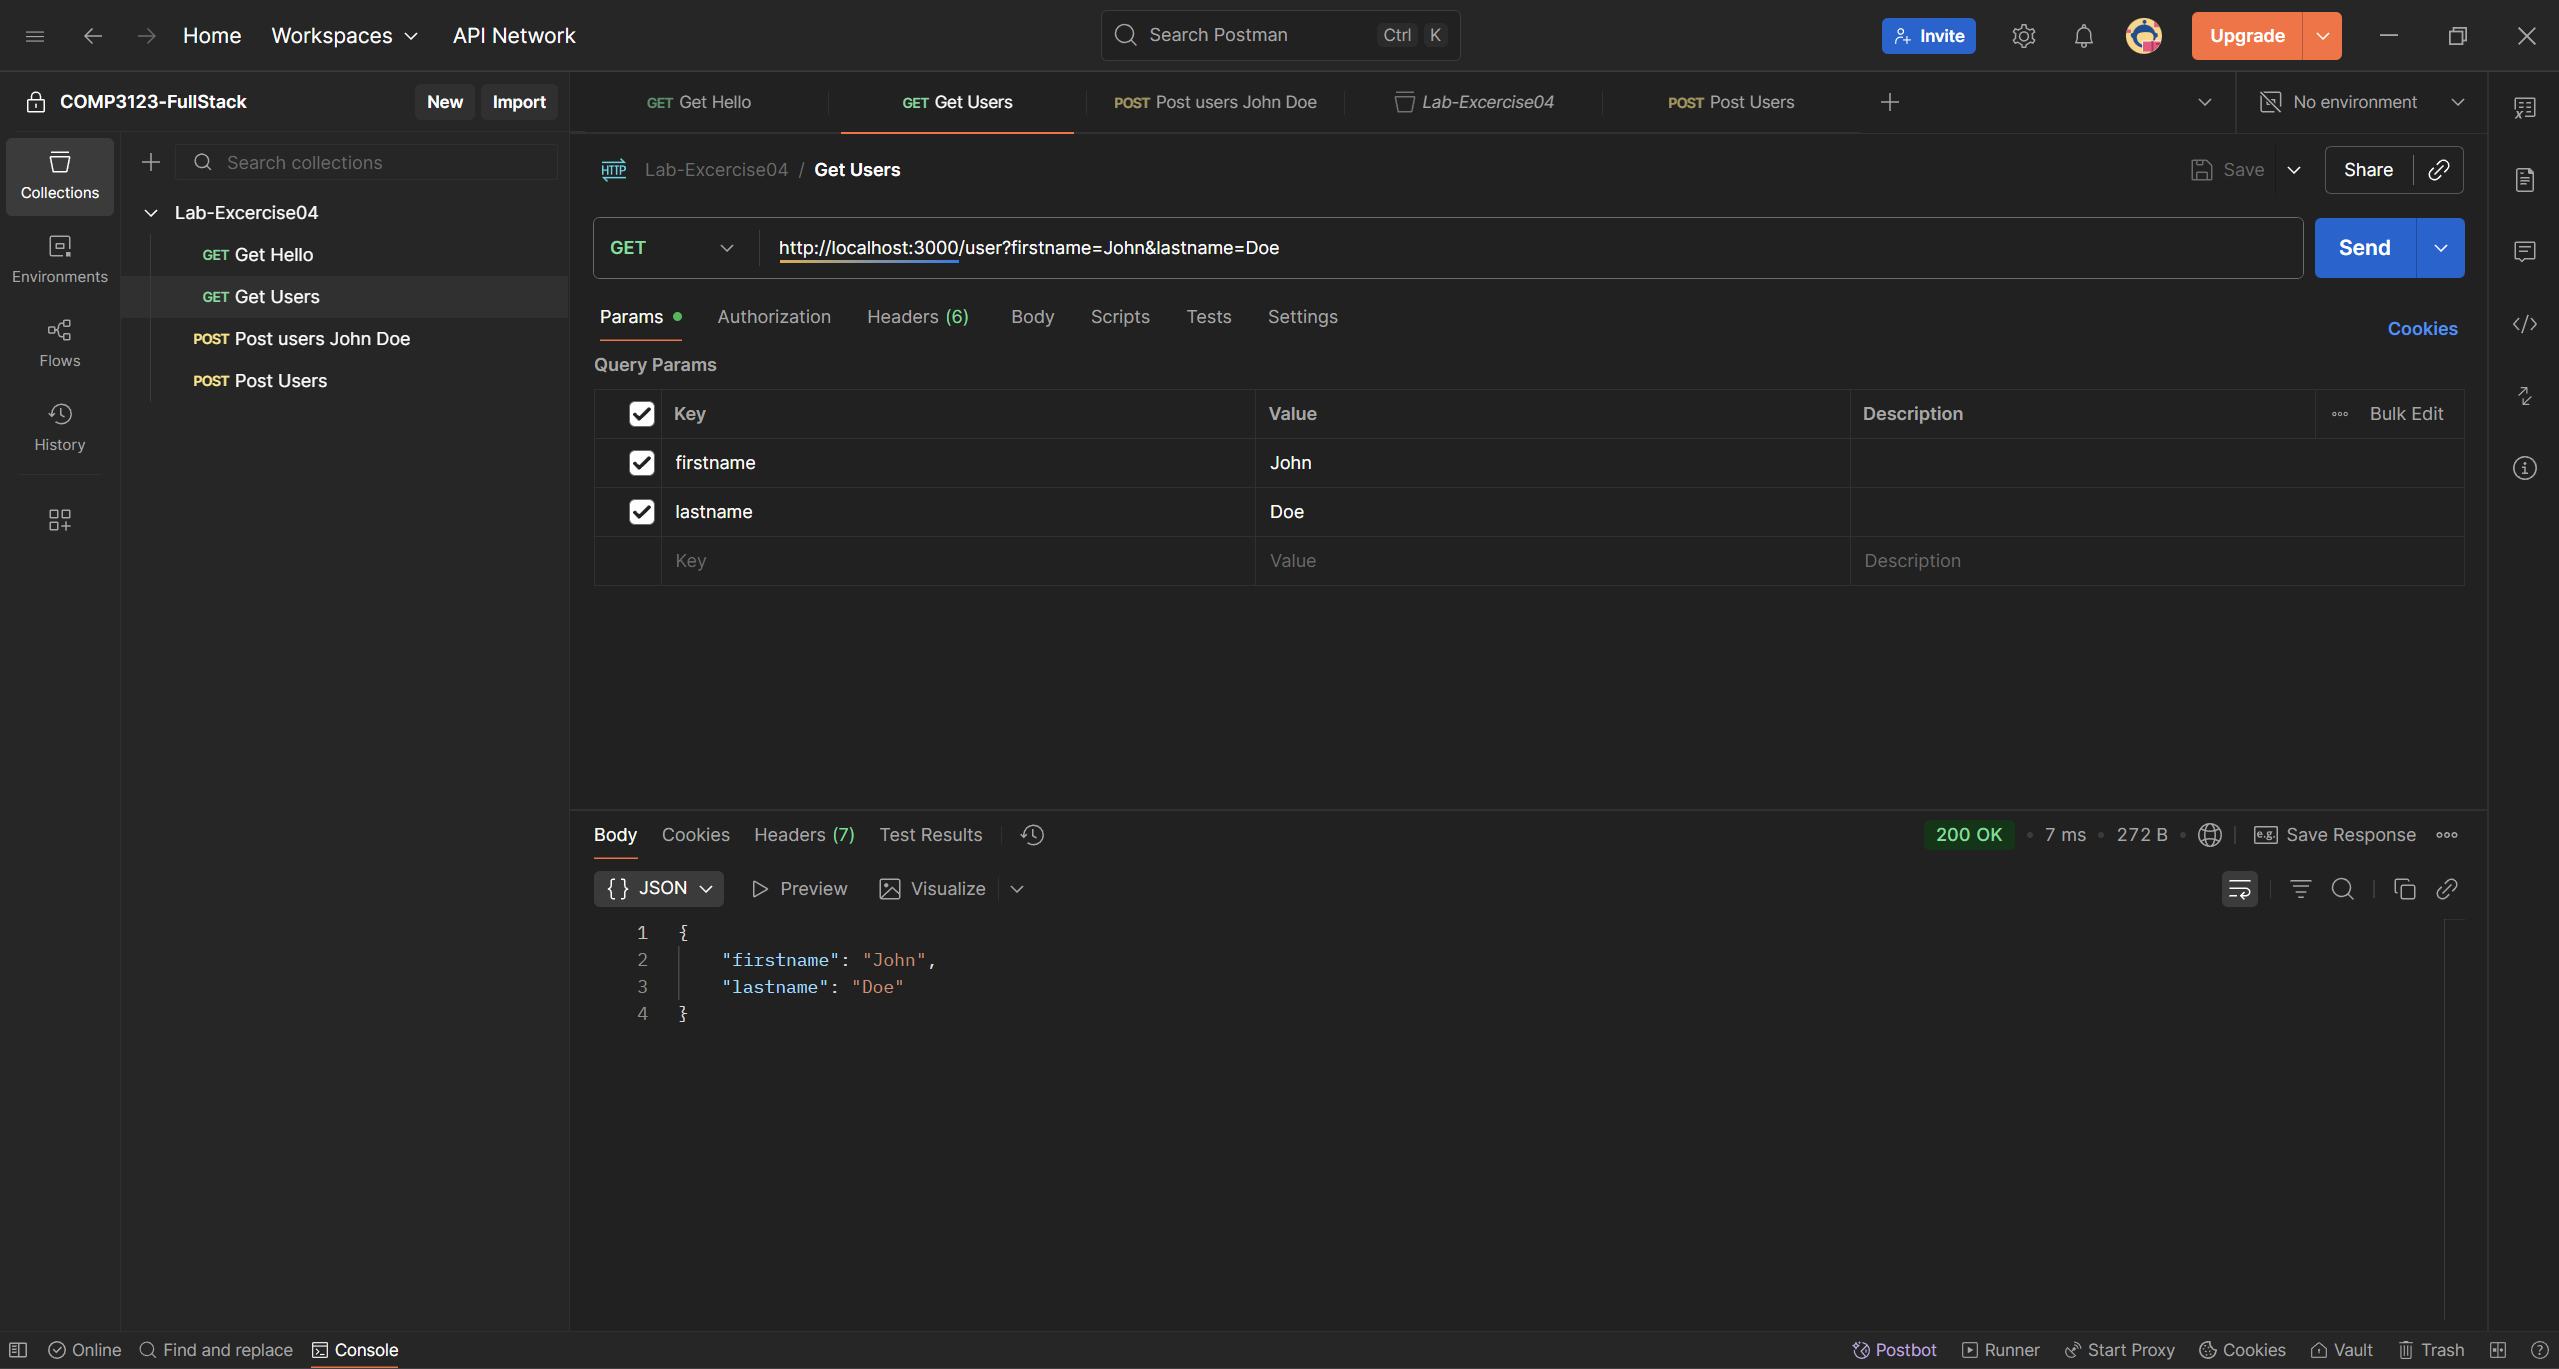 Home Workspaces API Network Search Postman Ctrl K Invite Upgrade
COMP3123-FullStack New Import
GET Get Hello GET Get Users POST Post users John Doe Lab-Excercise04 POST Post Users No environment
Collections
Environments
Flows
History
Search collections
Lab-Excercise04
GET Get Hello
GET Get Users
POST Post users John Doe
POST Post Users
HTTP Lab-Excercise04 / Get Users Save Share
GET http://localhost:3000/user?firstname=John&lastname=Doe Send
Params Authorization Headers (6) Body Scripts Tests Settings Cookies
Query Params
Key Value Description Bulk Edit
firstname John
lastname Doe
Key Value Description
Body Cookies Headers (7) Test Results 200 OK • 7 ms • 272 B • e.g. Save Response
{ } JSON Preview Visualize
1 {
2 "firstname": "John",
3 "lastname": "Doe"
4 }
Online Find and replace Console Postbot Runner Start Proxy Cookies Vault Trash